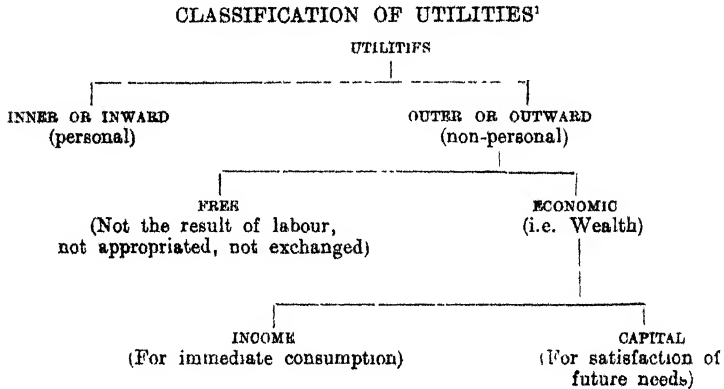 CLASSIFICATION OF UTILITIES¹
UTILITIES
INNER OR INWARD
(personal)
OUTER OR OUTWARD
(non-personal)
FREE
(Not the result of labour,
not appropriated, not exchanged)
ECONOMIC
(i.e. Wealth)
INCOME
(For immediate consumption)
CAPITAL
(For satisfaction of
future needs)